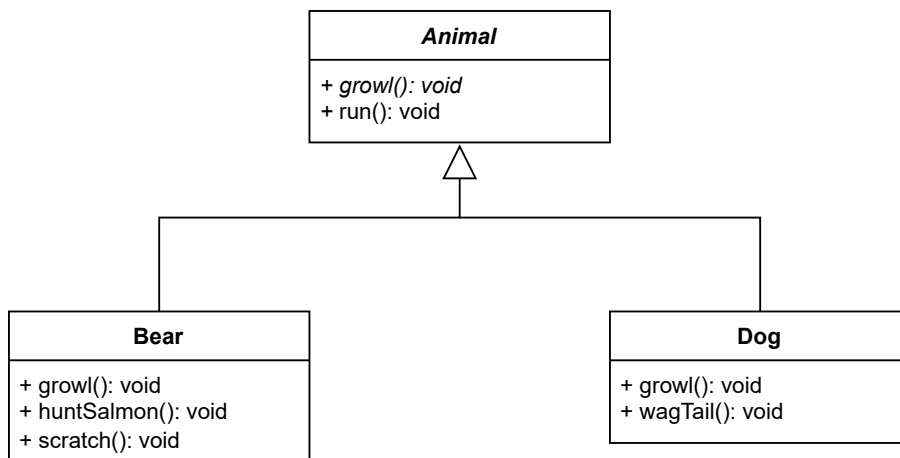 Animal
+ growl(): void
+ run(): void
Bear
+ growl(): void
+ huntSalmon(): void
+ scratch(): void
Dog
+ growl(): void
+ wagTail(): void